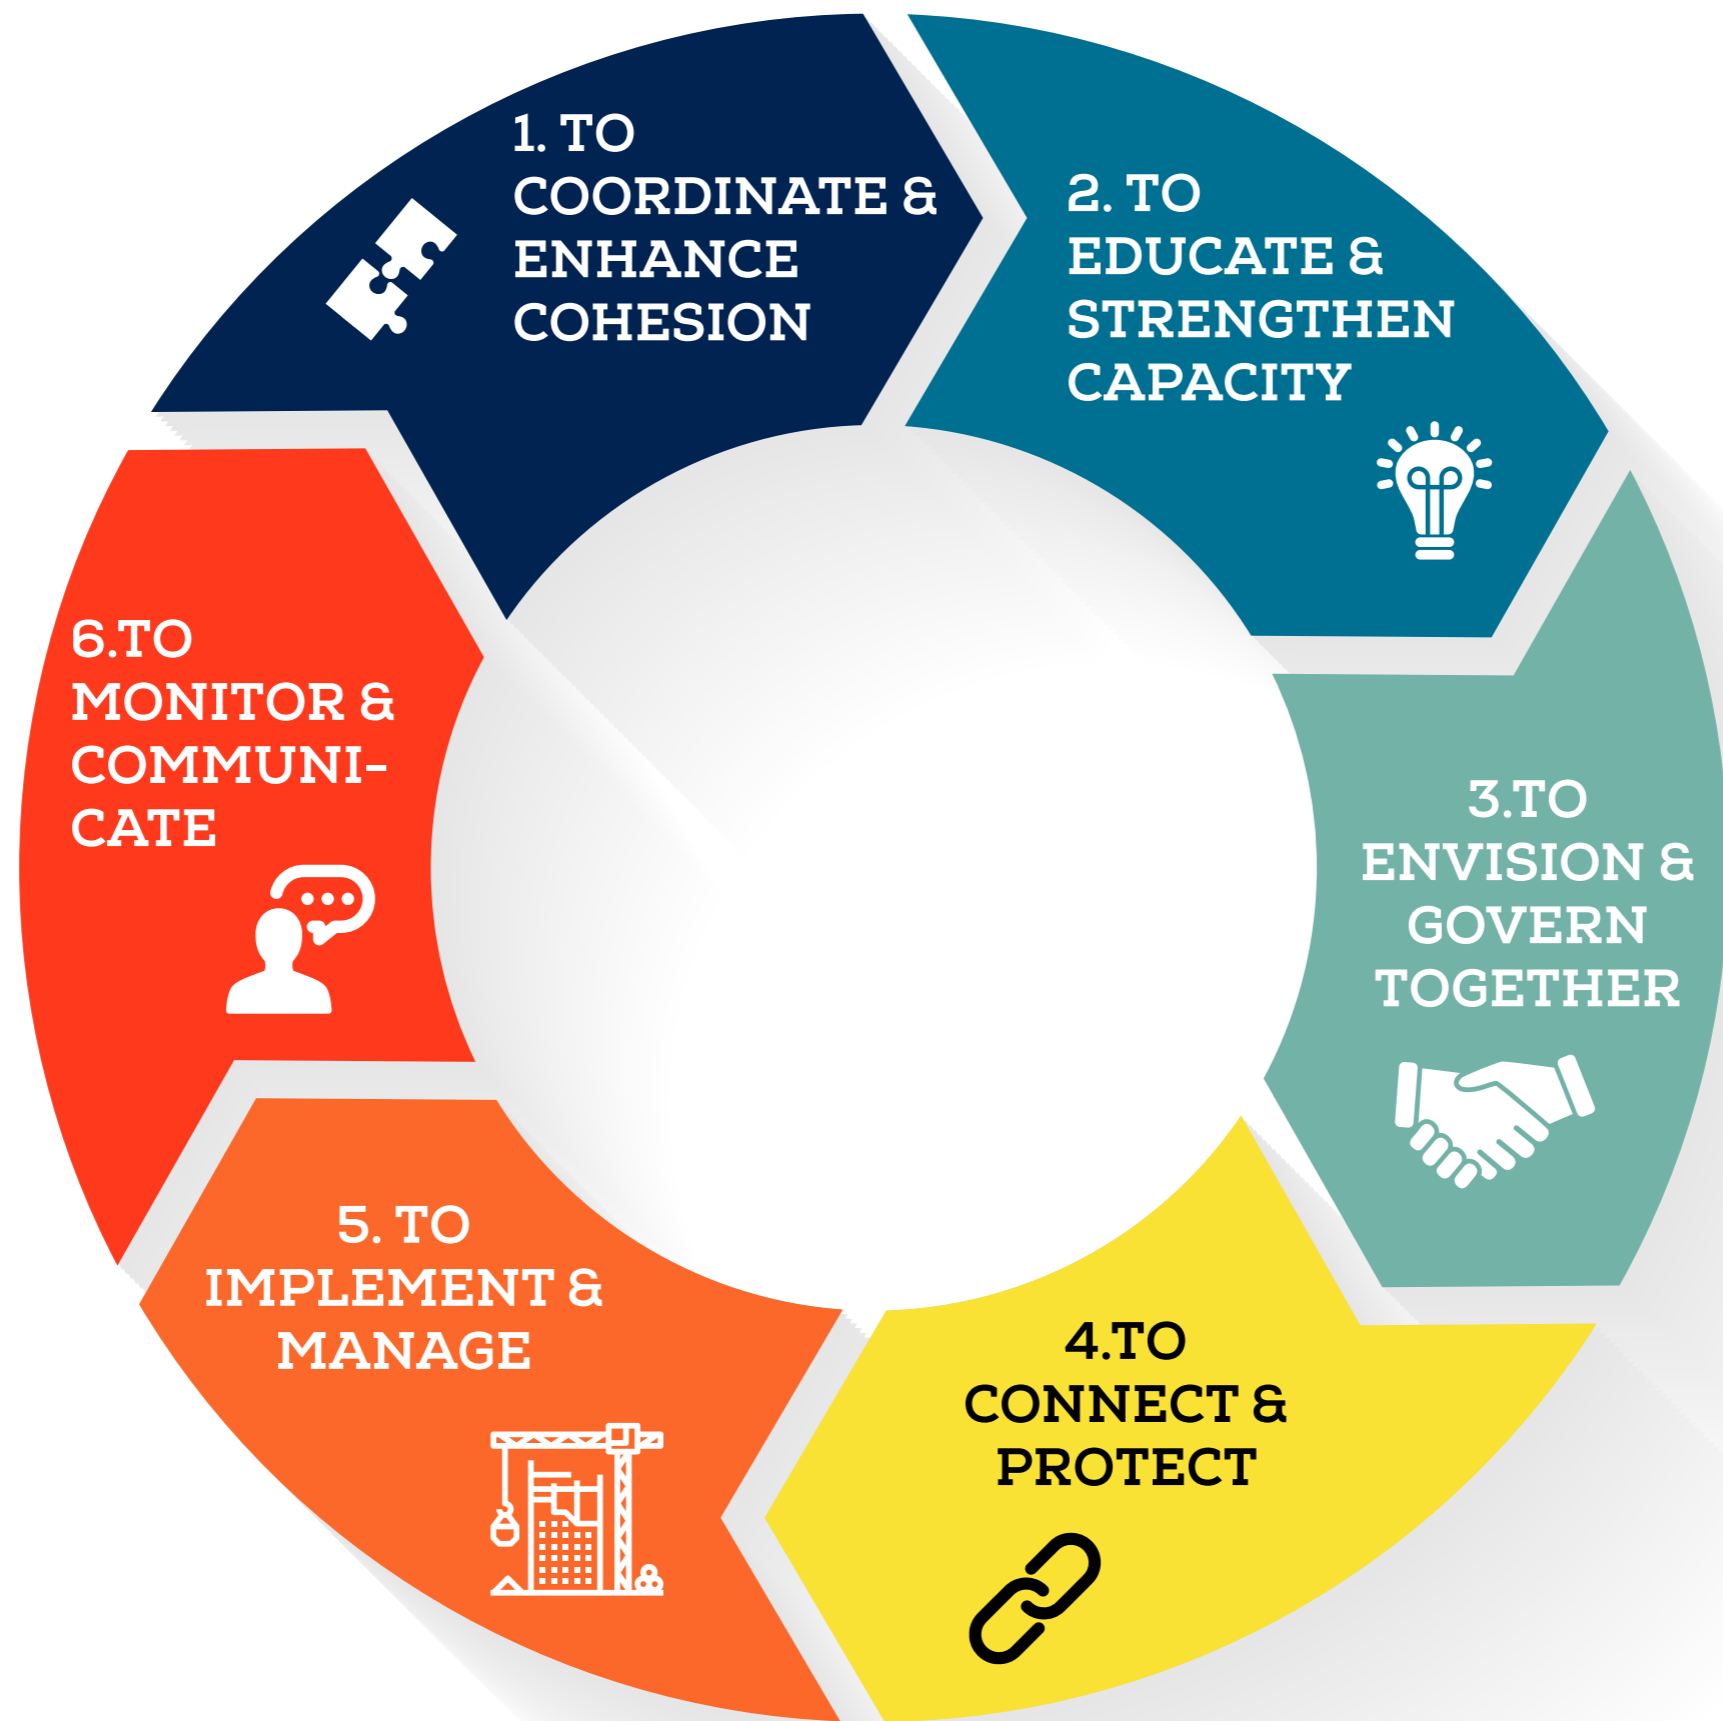 1. TO
COORDINATE &
ENHANCE
COHESION
2. TO
EDUCATE &
STRENGTHEN
CAPACITY
3.TO
ENVISION &
GOVERN
TOGETHER
4.TO
CONNECT &
PROTECT
5. TO
IMPLEMENT &
MANAGE
6.TO
MONITOR &
COMMUNI-
CATE